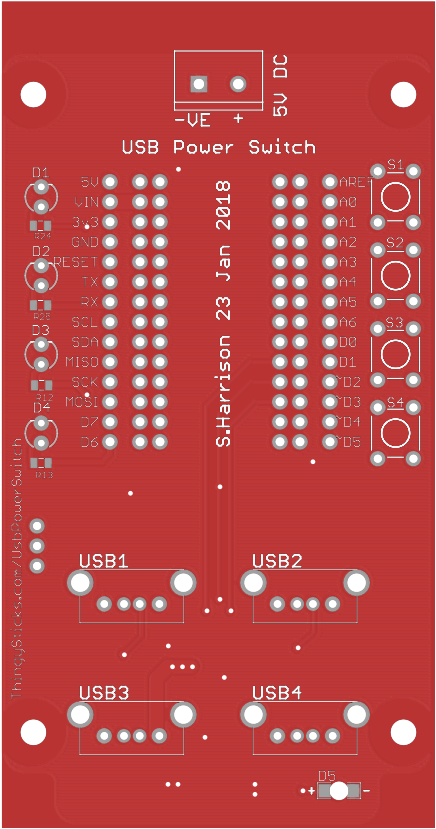 5V DC
-VE +
USB Power Switch
D1
R24
D2
R28
D3
R12
D4
R13
5V
VIN
3v3
GND
RESET
TX
RX
SCL
SDA
MISO
SCK
MOSI
D7
D6
S.Harrison 23 Jan 2018
AREF
A0
A1
A2
A3
A4
A5
A6
D0
D1
~D2
~D3
~D4
~D5
S1
S2
S3
S4
ThingySticks.com/UsbPowerSwitch
USB1
USB2
USB3
USB4
D5
+ -